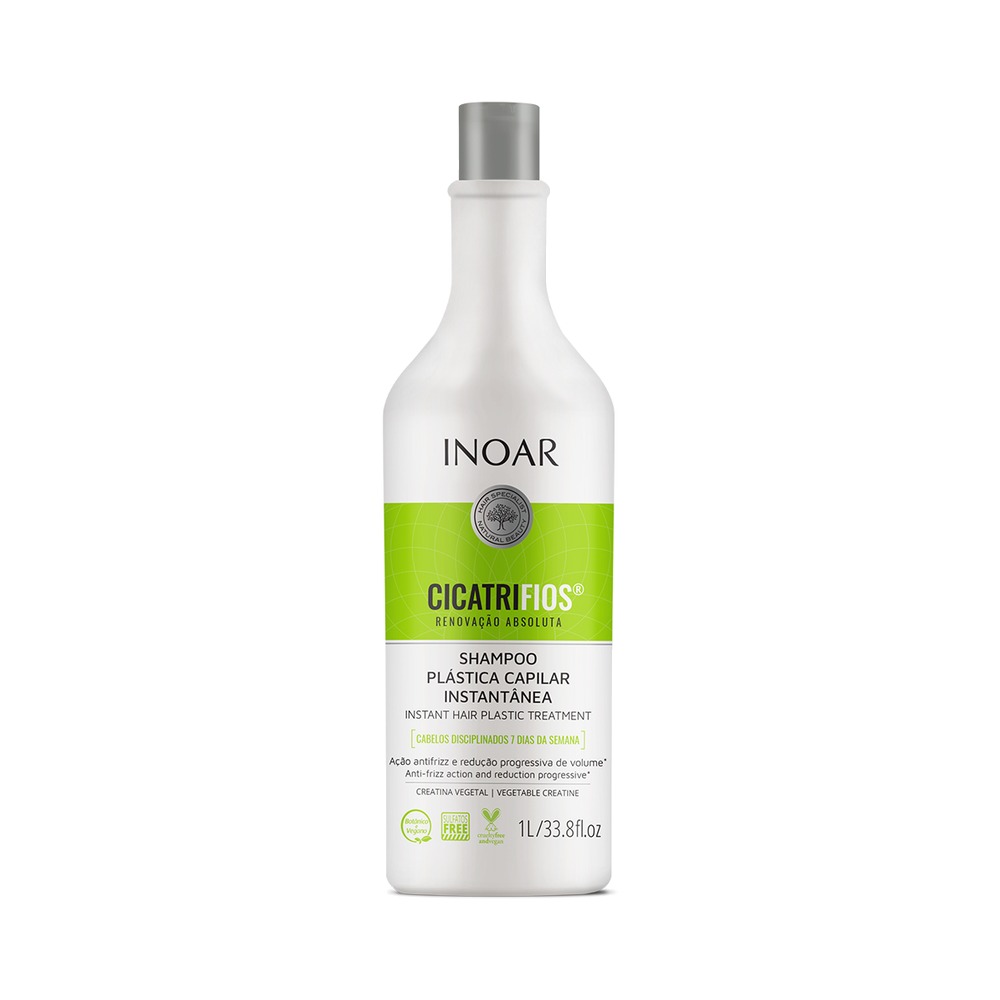 INOAR
HAIR SPECIALIST
NATURAL BEAUTY
CICATRIFIOS®
RENOVAÇÃO ABSOLUTA
SHAMPOO
PLÁSTICA CAPILAR
INSTANTÂNEA
INSTANT HAIR PLASTIC TREATMENT
[CABELOS DISCIPLINADOS 7 DIAS DA SEMANA]
Ação antifrizz e redução progressiva de volume*
Anti-frizz action and reduction progressive*
CREATINA VEGETAL | VEGETABLE CREATINE
Botânico
Vegano
SULFATOS
FREE
crueltyfree
andvegan
1L/33.8fl.oz